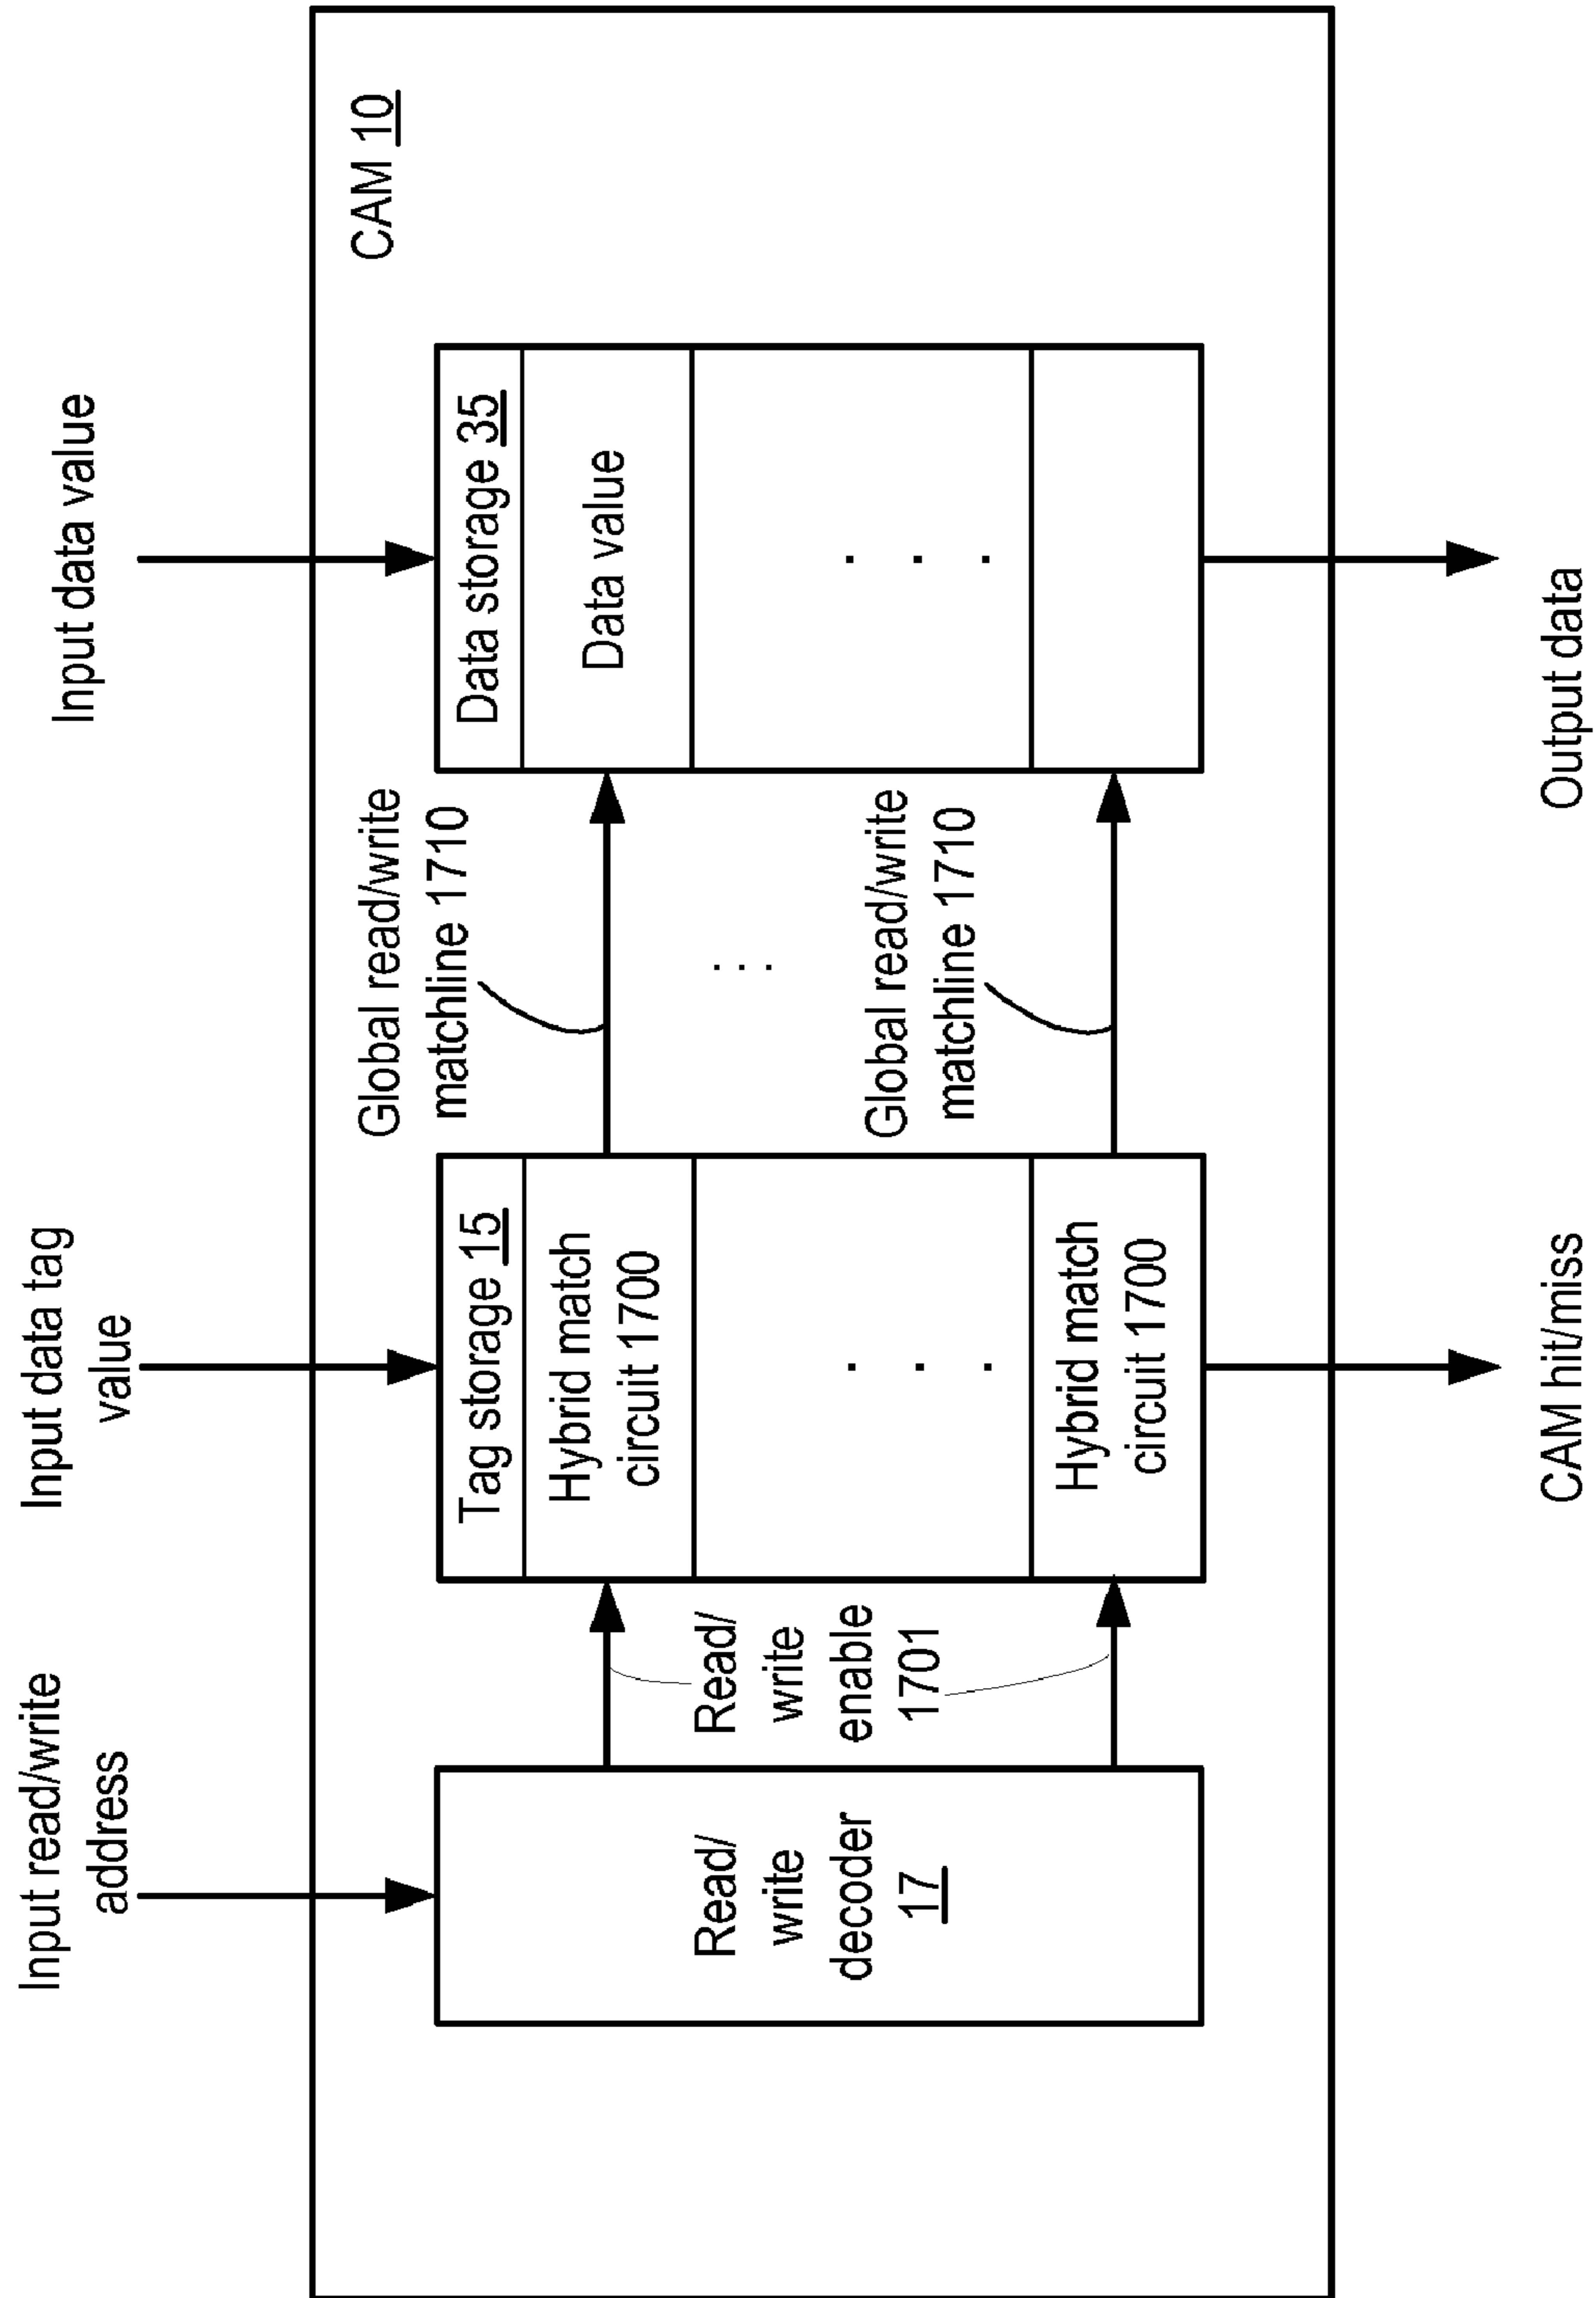 Input read/write
address
Input data tag
value
Input data value
CAM 10
Read/
write
decoder
17
Read/
write
enable
1701
Tag storage 15
Hybrid match
circuit 1700
. . .
Hybrid match
circuit 1700
Global read/write
matchline 1710
. . .
Global read/write
matchline 1710
Data storage 35
Data value
. . .
CAM hit/miss
Output data